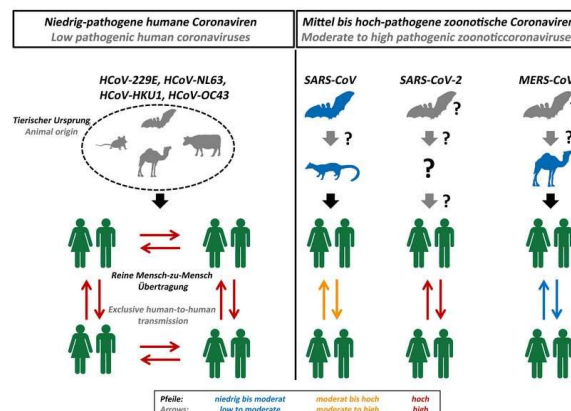 Niedrig-pathogene humane Coronaviren
Low pathogenic human coronaviruses
Mittel bis hoch-pathogene zoonotische Coronaviren
Moderate to high pathogenic zoonoticcoronaviruses
HCoV-229E, HCoV-NL63,
HCoV-HKU1, HCoV-OC43
Tierischer Ursprung
Animal origin
SARS-CoV
SARS-CoV-2
MERS-CoV
?
?
?
?
?
?
Reine Mensch-zu-Mensch
Übertragung
Exclusive human-to-human
transmission
Pfeile: niedrig bis moderat moderat bis hoch hoch
Arrows: low to moderate moderate to high high